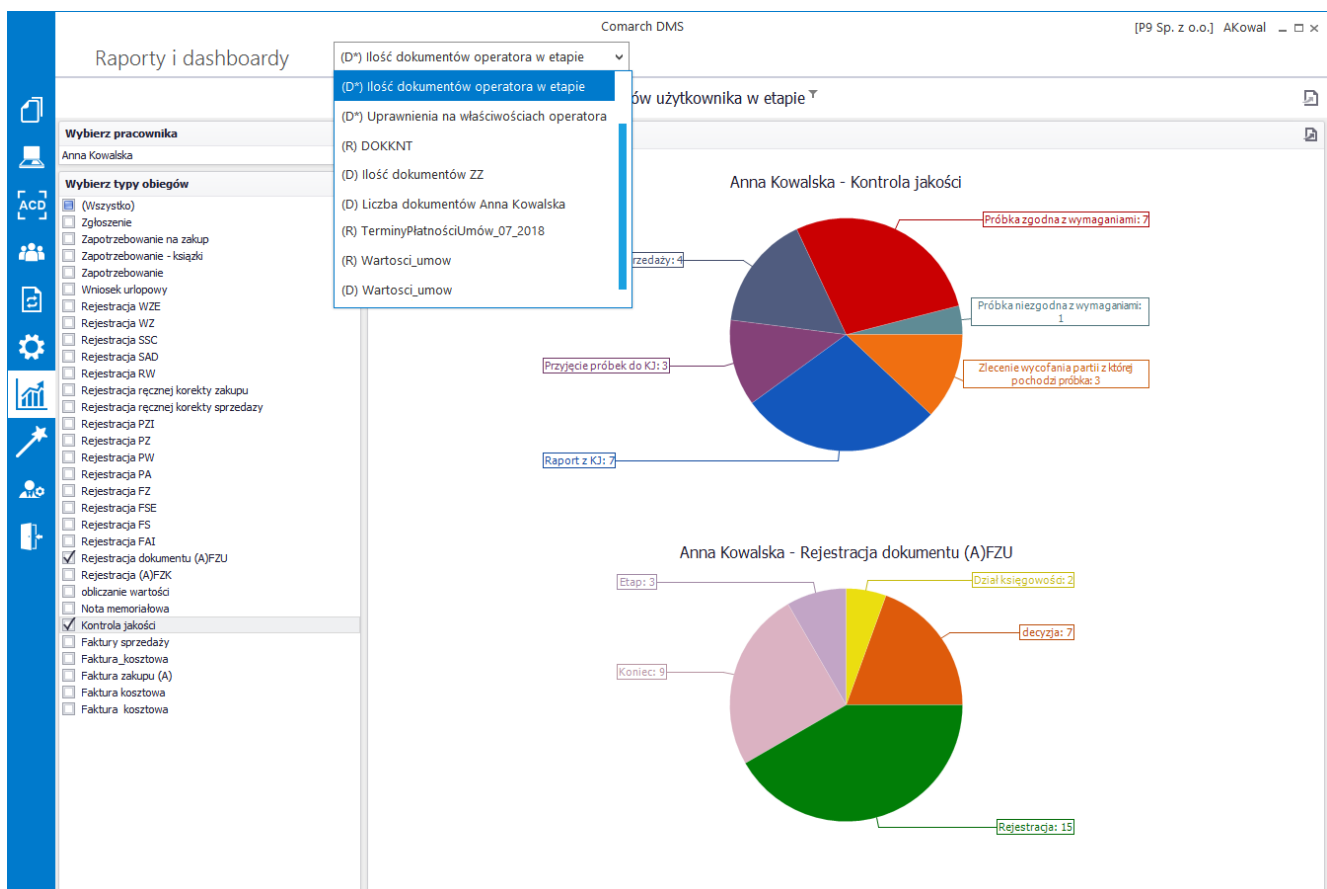 Comarch DMS
[P9 Sp. z o.o.] AKowal
Raporty i dashboardy
(D*) Ilość dokumentów operatora w etapie
(D*) Ilość dokumentów operatora w etapie
(D*) Uprawnienia na właściwościach operatora
(R) DOKKNT
(D) Ilość dokumentów ZZ
(D) Liczba dokumentów Anna Kowalska
(R) TerminyPłatnościUmów_07_2018
(R) Wartosci_umow
(D) Wartosci_umow
ów użytkownika w etapie
ACD
Wybierz pracownika
Anna Kowalska
Wybierz typy obiegów
(Wszystko)
Zgłoszenie
Zapotrzebowanie na zakup
Zapotrzebowanie - ksiązki
Zapotrzebowanie
Wniosek urlopowy
Rejestracja WZE
Rejestracja WZ
Rejestracja SSC
Rejestracja SAD
Rejestracja RW
Rejestracja ręcznej korekty zakupu
Rejestracja ręcznej korekty sprzedazy
Rejestracja PZI
Rejestracja PZ
Rejestracja PW
Rejestracja PA
Rejestracja FZ
Rejestracja FSE
Rejestracja FS
Rejestracja FAI
Rejestracja dokumentu (A)FZU
Rejestracja (A)FZK
obliczanie wartości
Nota memoriałowa
Kontrola jakości
Faktury sprzedaży
Faktura_kosztowa
Faktura zakupu (A)
Faktura kosztowa
Faktura kosztowa
Anna Kowalska - Kontrola jakości
Próbka zgodna z wymaganiami: 7
rzedaży: 4
Próbka niezgodna z wymaganiami:
1
Przyjęcie próbek do KJ: 3
Zlecenie wycofania partii z której
pochodzi próbka: 3
Raport z KJ: 7
Anna Kowalska - Rejestracja dokumentu (A)FZU
Etap: 3
Dział księgowości: 2
decyzja: 7
Koniec: 9
Rejestracja: 15